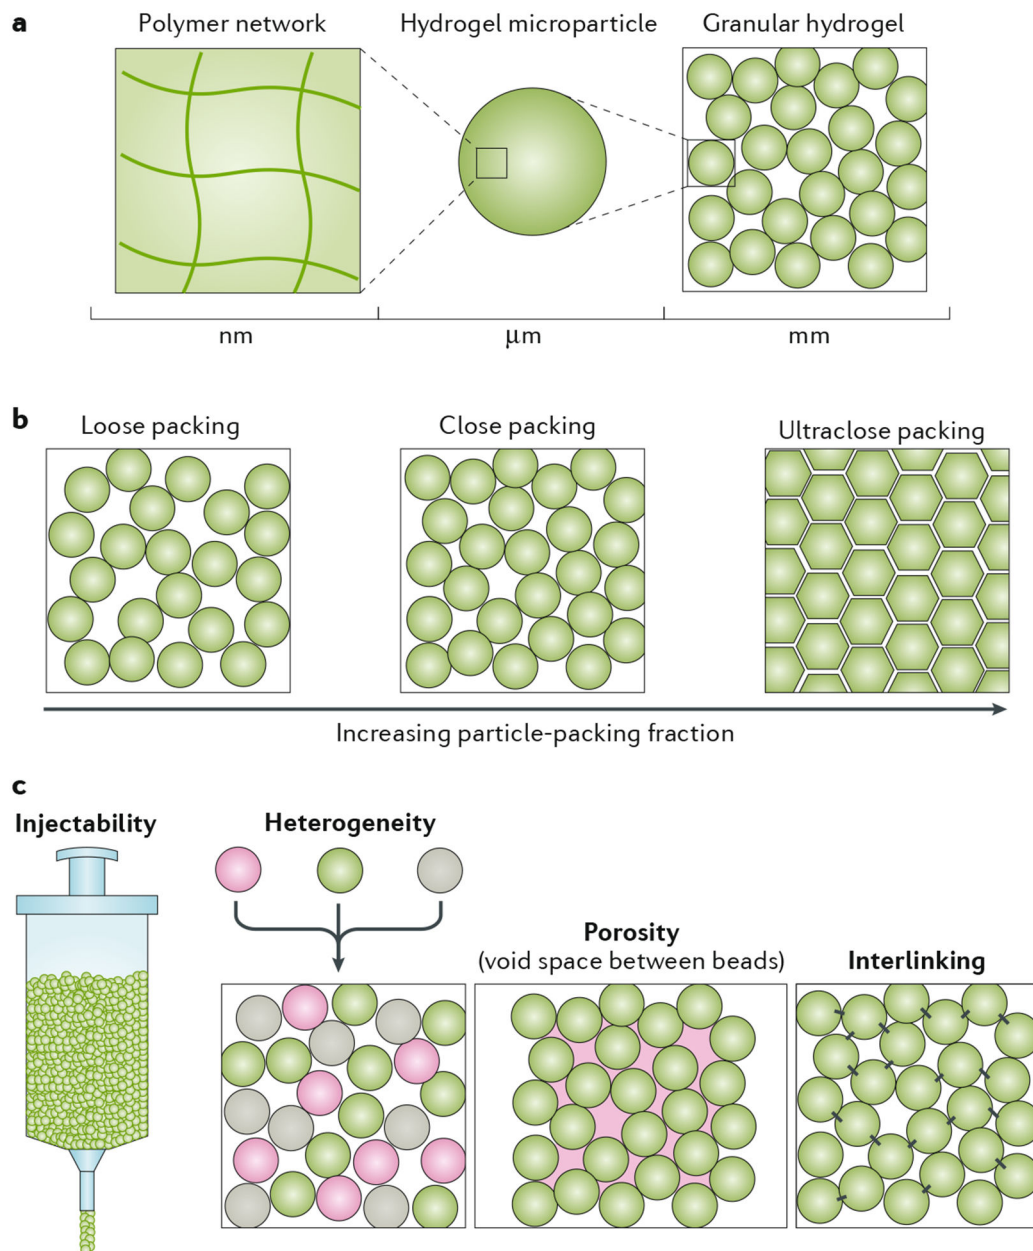 a
Polymer network
Hydrogel microparticle
Granular hydrogel
nm
μm
mm
b
Loose packing
Close packing
Ultraclose packing
Increasing particle-packing fraction
c
Injectability
Heterogeneity
Porosity
(void space between beads)
Interlinking